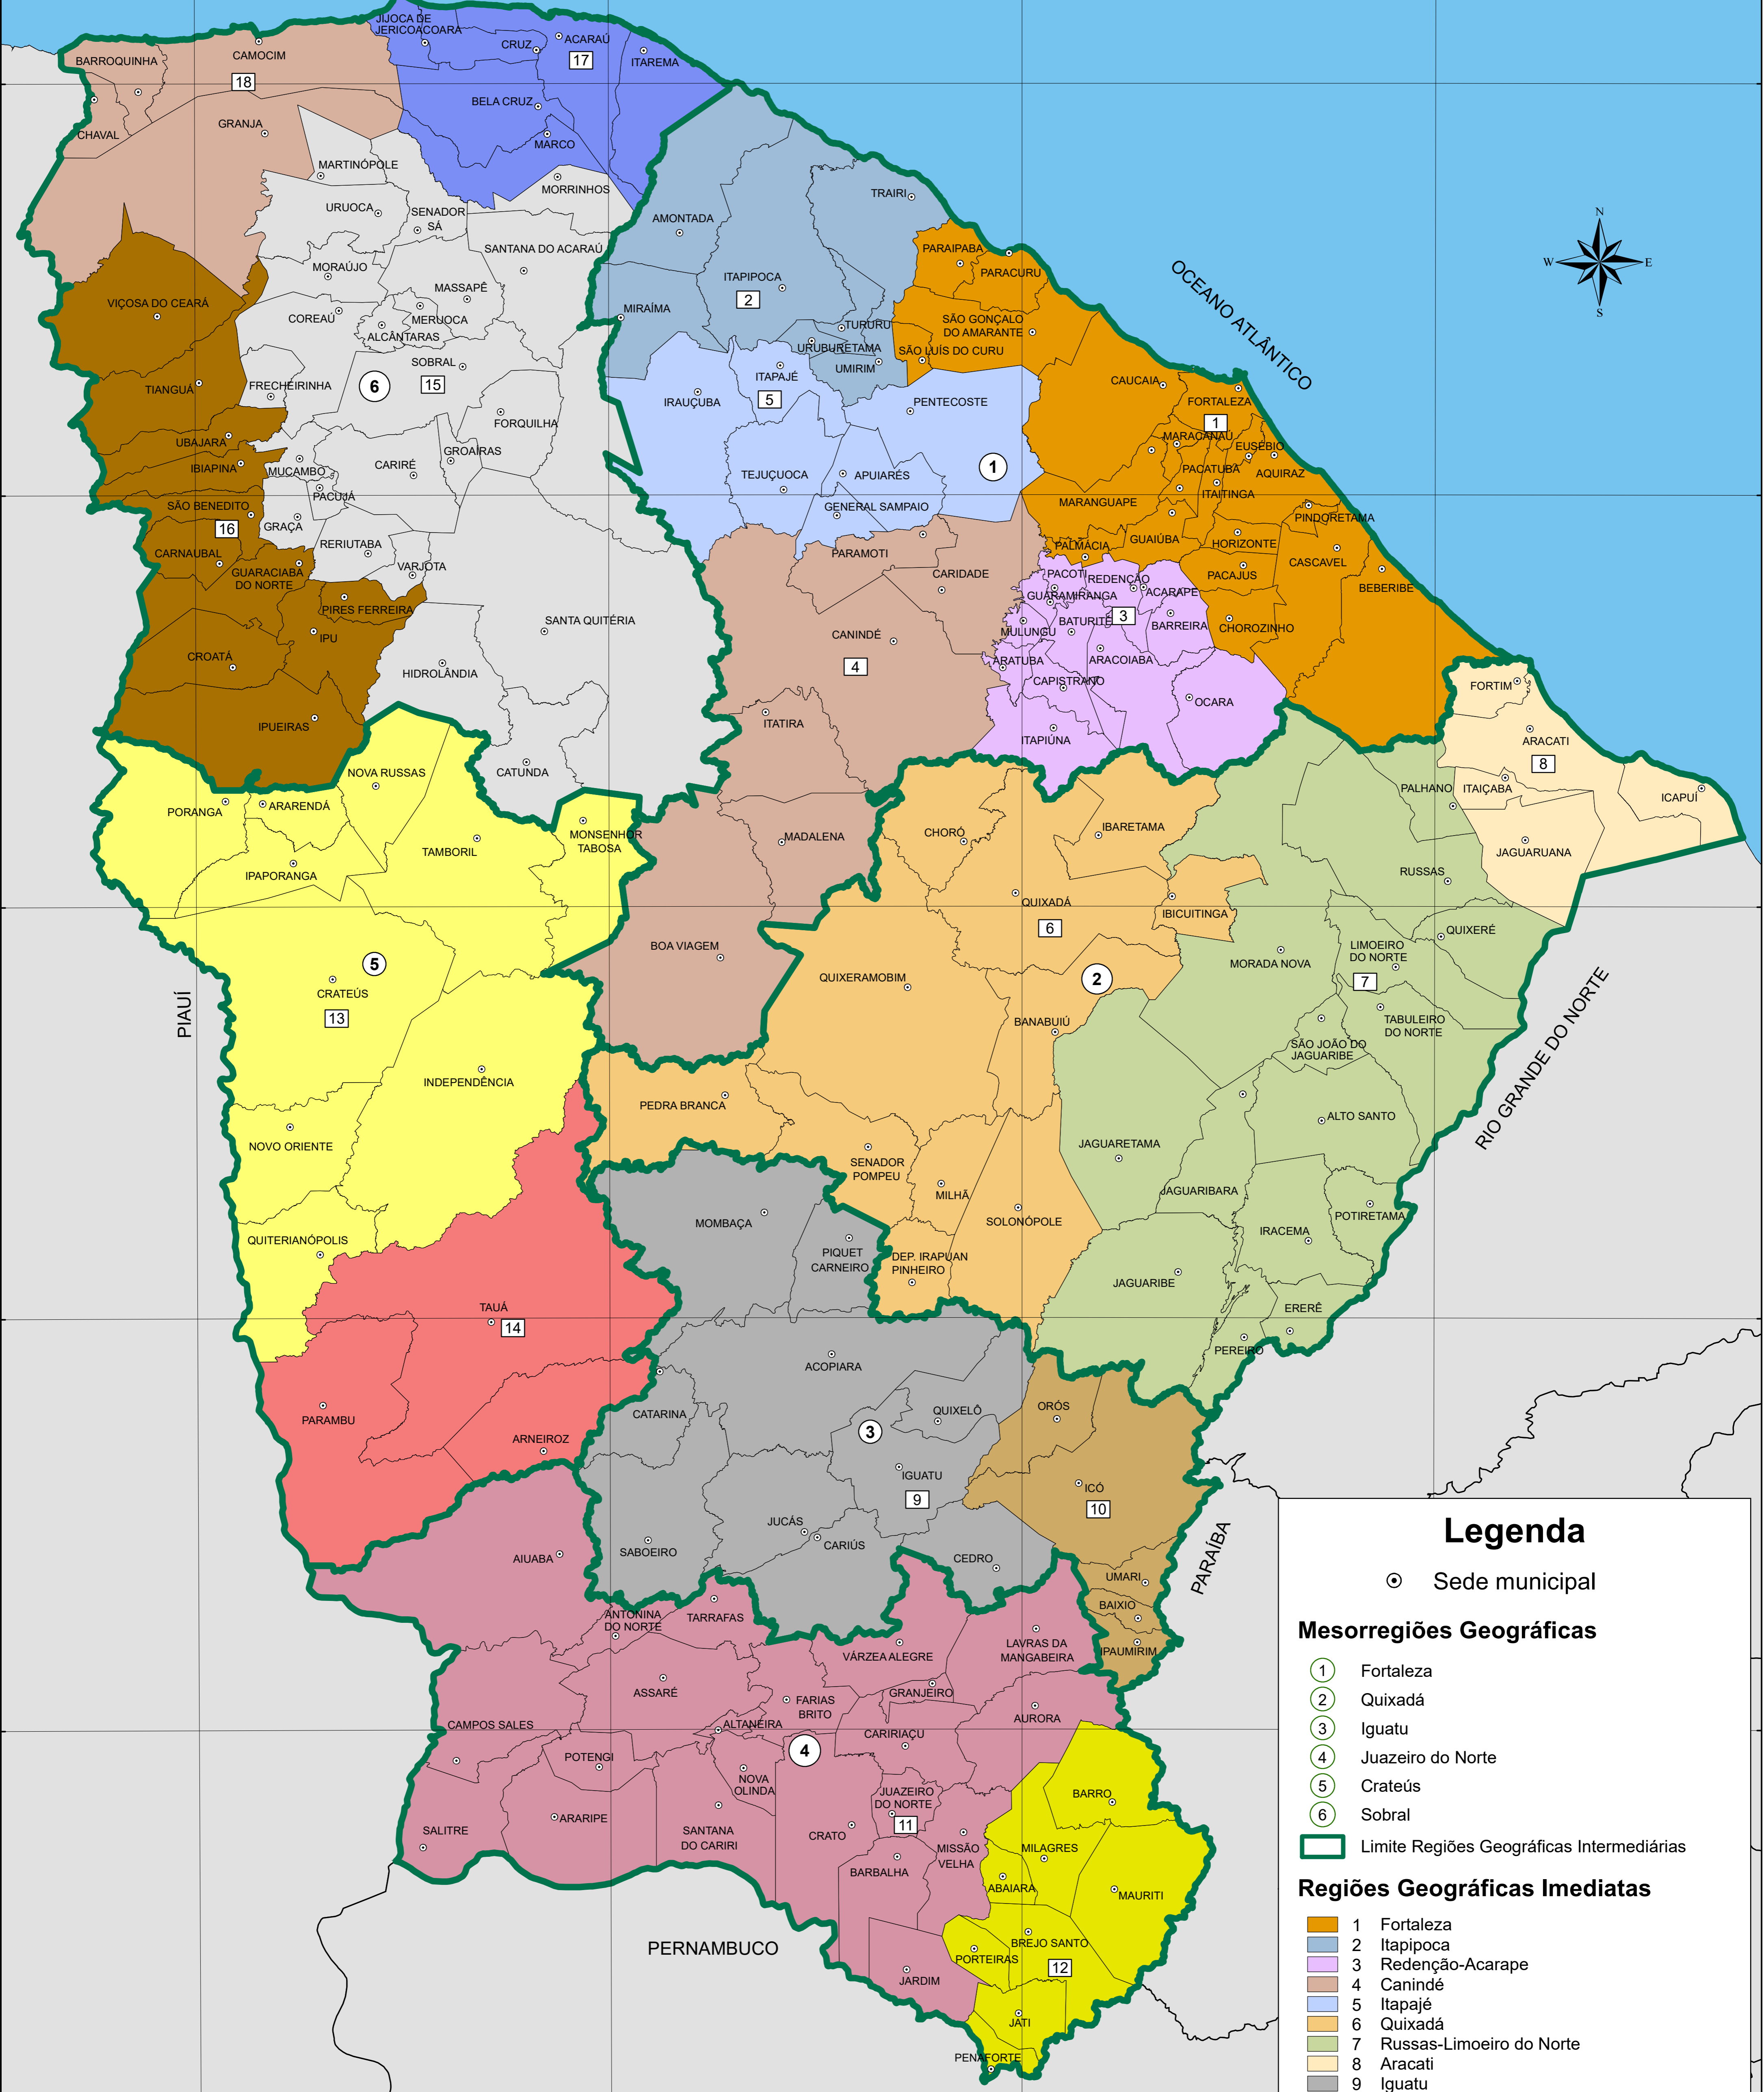 JIJOCA DE
JERICOACOARA
CRUZ
ACARAÚ
17
ITAREMA
BARROQUINHA
CAMOCIM
18
CHAVAL
GRANJA
BELA CRUZ
MARCO
MARTINÓPOLE
MORRINHOS
URUOCA
SENADOR
SÁ
SANTANA DO ACARAÚ
MORAÚJO
MASSAPÊ
COREAÚ
MERUOCA
ALCÂNTARAS
SOBRAL
15
6
FRECHEIRINHA
FORQUILHA
GROAÍRAS
CARIRÉ
MUCAMBO
PACUJÁ
GRAÇA
RERIUTABA
VARJOTA
SANTA QUITÉRIA
HIDROLÂNDIA
CATUNDA
VIÇOSA DO CEARÁ
TIANGUÁ
UBAJARA
IBIAPINA
SÃO BENEDITO
16
CARNAUBAL
GUARACIABA
DO NORTE
PIRES FERREIRA
IPU
CROATÁ
IPUEIRAS
AMONTADA
TRAIRI
ITAPIPOCA
2
MIRAÍMA
TURURU
URUBURETAMA
UMIRIM
PARAIPABA
PARACURU
SÃO GONÇALO
DO AMARANTE
SÃO LUÍS DO CURU
ITAPAJÉ
5
IRAUÇUBA
PENTECOSTE
1
TEJUÇUOCA
APUIARÉS
GENERAL SAMPAIO
CAUCAIA
FORTALEZA
1
MARACANAÚ
EUSÉBIO
PACATUBA
AQUIRAZ
ITAITINGA
MARANGUAPE
PINDORETAMA
GUAIÚBA
HORIZONTE
PALMÁCIA
CASCAVEL
PACAJUS
BEBERIBE
CHOROZINHO
OCEANO ATLÂNTICO
N
W
E
S
PARAMOTI
CARIDADE
CANINDÉ
4
ITATIRA
MADALENA
BOA VIAGEM
PACOTI
REDENÇÃO
ACARAPE
GUARAMIRANGA
3
MULUNGU
BATURITÉ
BARREIRA
ARATUBA
ARACOIABA
CAPISTRANO
OCARA
ITAPIÚNA
FORTIM
ARACATI
8
ITAIÇABA
ICAPUÍ
JAGUARUANA
PALHANO
RUSSAS
QUIXERÉ
LIMOEIRO
DO NORTE
7
MORADA NOVA
TABULEIRO
DO NORTE
SÃO JOÃO DO
JAGUARIBE
ALTO SANTO
JAGUARETAMA
JAGUARIBARA
POTIRETAMA
IRACEMA
JAGUARIBE
ERERÊ
PEREIRO
RIO GRANDE DO NORTE
CHORÓ
IBARETAMA
QUIXADÁ
6
IBICUITINGA
QUIXERAMOBIM
2
BANABUIÚ
PEDRA BRANCA
SENADOR
POMPEU
MILHÃ
SOLONÓPOLE
DEP. IRAPUAN
PINHEIRO
PORANGA
ARARENDÁ
NOVA RUSSAS
IPAPORANGA
TAMBORIL
MONSENHOR
TABOSA
5
CRATEÚS
13
INDEPENDÊNCIA
NOVO ORIENTE
QUITERIANÓPOLIS
PIAUÍ
TAUÁ
14
PARAMBU
ARNEIROZ
MOMBAÇA
PIQUET
CARNEIRO
ACOPIARA
CATARINA
QUIXELÔ
3
IGUATU
9
JUCÁS
CARIÚS
SABOEIRO
CEDRO
ORÓS
ICÓ
10
UMARI
BAIXIO
IPAUMIRIM
PARAÍBA
AIUABA
ANTONINA
DO NORTE
TARRAFAS
VÁRZEA ALEGRE
LAVRAS DA
MANGABEIRA
ASSARÉ
FARIAS
BRITO
GRANJEIRO
AURORA
CAMPOS SALES
ALTANEIRA
CARIRIAÇU
4
POTENGI
NOVA
OLINDA
JUAZEIRO
DO NORTE
11
SALITRE
ARARIPE
SANTANA
DO CARIRI
CRATO
BARBALHA
MISSÃO
VELHA
JARDIM
BARRO
MILAGRES
ABAIARA
MAURITI
BREJO SANTO
PORTEIRAS
12
JATI
PENAFORTE
PERNAMBUCO
Legenda
Sede municipal
Mesorregiões Geográficas
1 Fortaleza
2 Quixadá
3 Iguatu
4 Juazeiro do Norte
5 Crateús
6 Sobral
Limite Regiões Geográficas Intermediárias
Regiões Geográficas Imediatas
1 Fortaleza
2 Itapipoca
3 Redenção-Acarape
4 Canindé
5 Itapajé
6 Quixadá
7 Russas-Limoeiro do Norte
8 Aracati
9 Iguatu